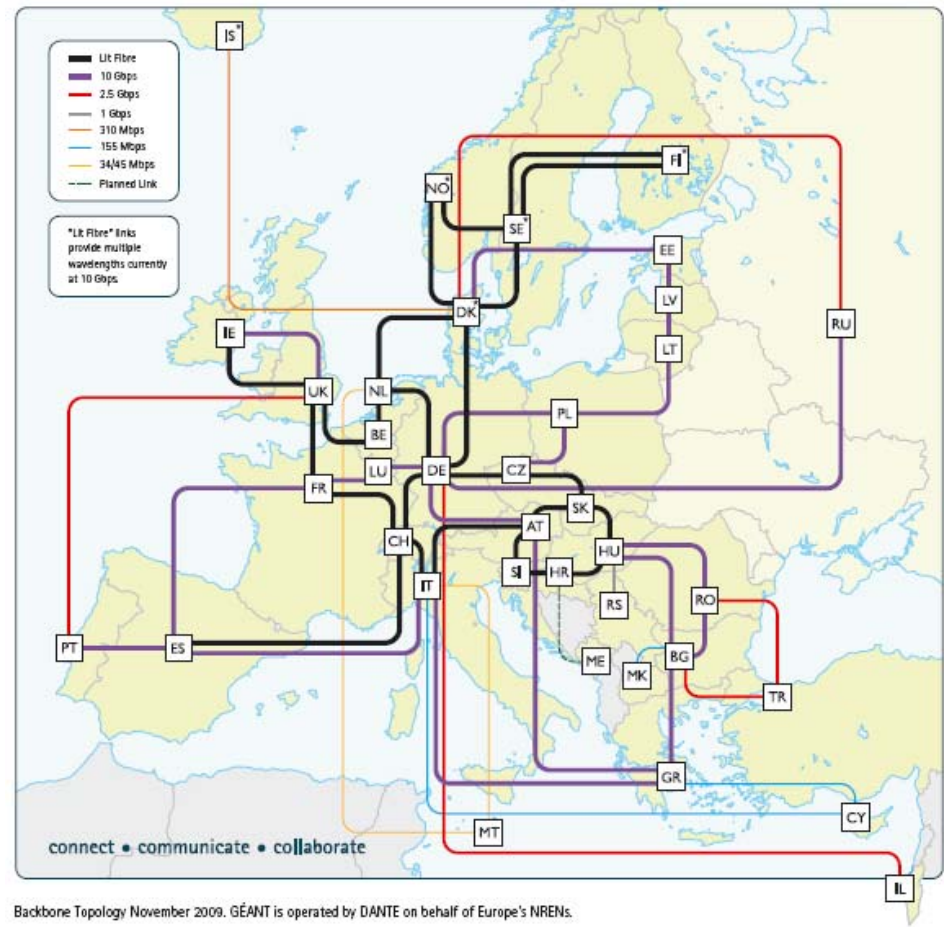 IS*
Lit Fibre
10 Gbps
2.5 Gbps
1 Gbps
310 Mbps
155 Mbps
34/45 Mbps
Planned Link
"Lit Fibre" links
provide multiple
wavelengths currently
at 10 Gbps.
FI*
NO*
SE*
EE
LV
DK*
RU
IE
LT
UK
NL
PL
BE
LU
DE
CZ
FR
SK
AT
CH
HU
SI
HR
IT
RS
RO
PT
ES
BG
ME
MK
TR
GR
CY
MT
connect • communicate • collaborate
IL
Backbone Topology November 2009. GÉANT is operated by DANTE on behalf of Europe's NRENs.